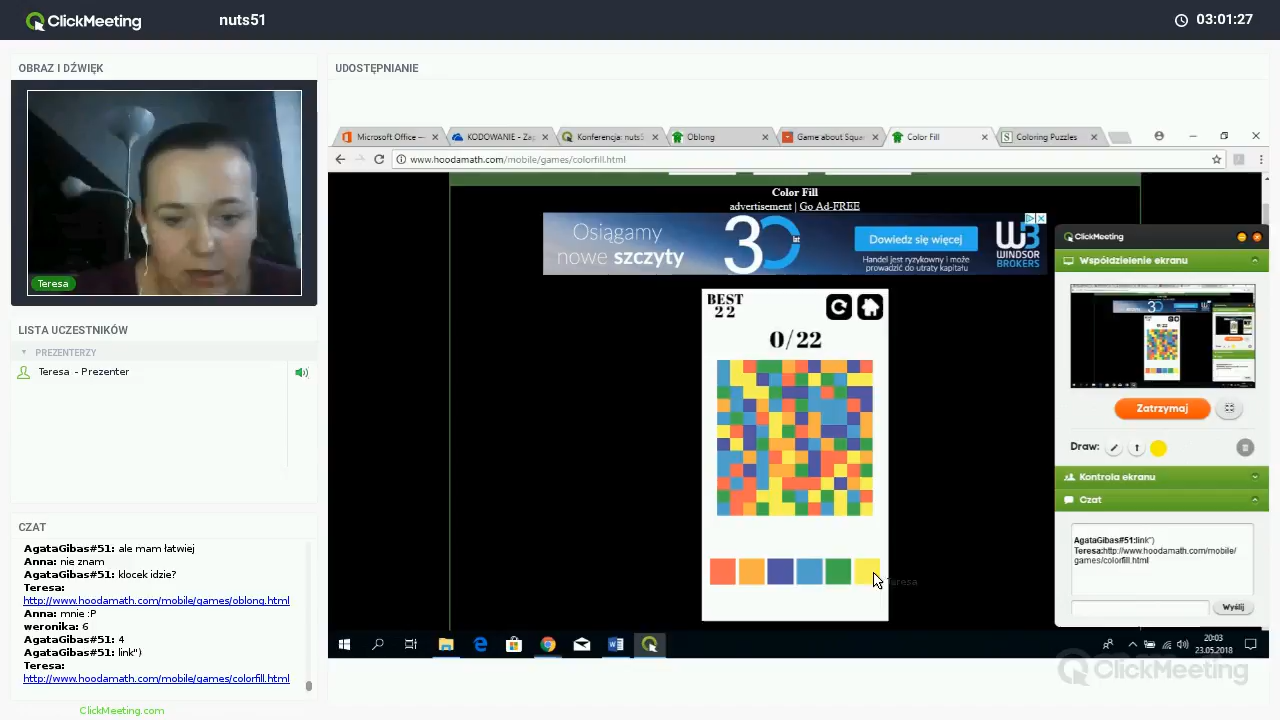 ClickMeeting
nuts51
03:01:27
OBRAZ I DŹWIĘK
Teresa
LISTA UCZESTNIKÓW
PREZENTERZY
Teresa - Prezenter
CZAT
AgataGibas#51: ale mam łatwiej
Anna: nie znam
AgataGibas#51: klocek idzie?
Teresa:
http://www.hoodamath.com/mobile/games/oblong.html
Anna: mnie :P
weronika: 6
AgataGibas#51: 4
AgataGibas#51: link")
Teresa:
http://www.hoodamath.com/mobile/games/colorfill.html
ClickMeeting.com
UDOSTĘPNIANIE
Microsoft Office —
KODOWANIE - Zap
Konferencja: nuts5
Oblong
Game about Squar
Color Fill
Coloring Puzzles
www.hoodamath.com/mobile/games/colorfill.html
Color Fill
advertisement | Go Ad-FREE
Osiągamy
nowe szczyty
30 lat
Dowiedz się więcej
Handel jest ryzykowny i może
prowadzić do utraty kapitału
WINDSOR
BROKERS
BEST
22
0/22
Teresa
ClickMeeting
Współdzielenie ekranu
Zatrzymaj
Draw:
Kontrola ekranu
Czat
AgataGibas#51:link")
Teresa:http://www.hoodamath.com/mobile/
games/colorfill.html
Wyślij
20:03
23.05.2018
ClickMeeting